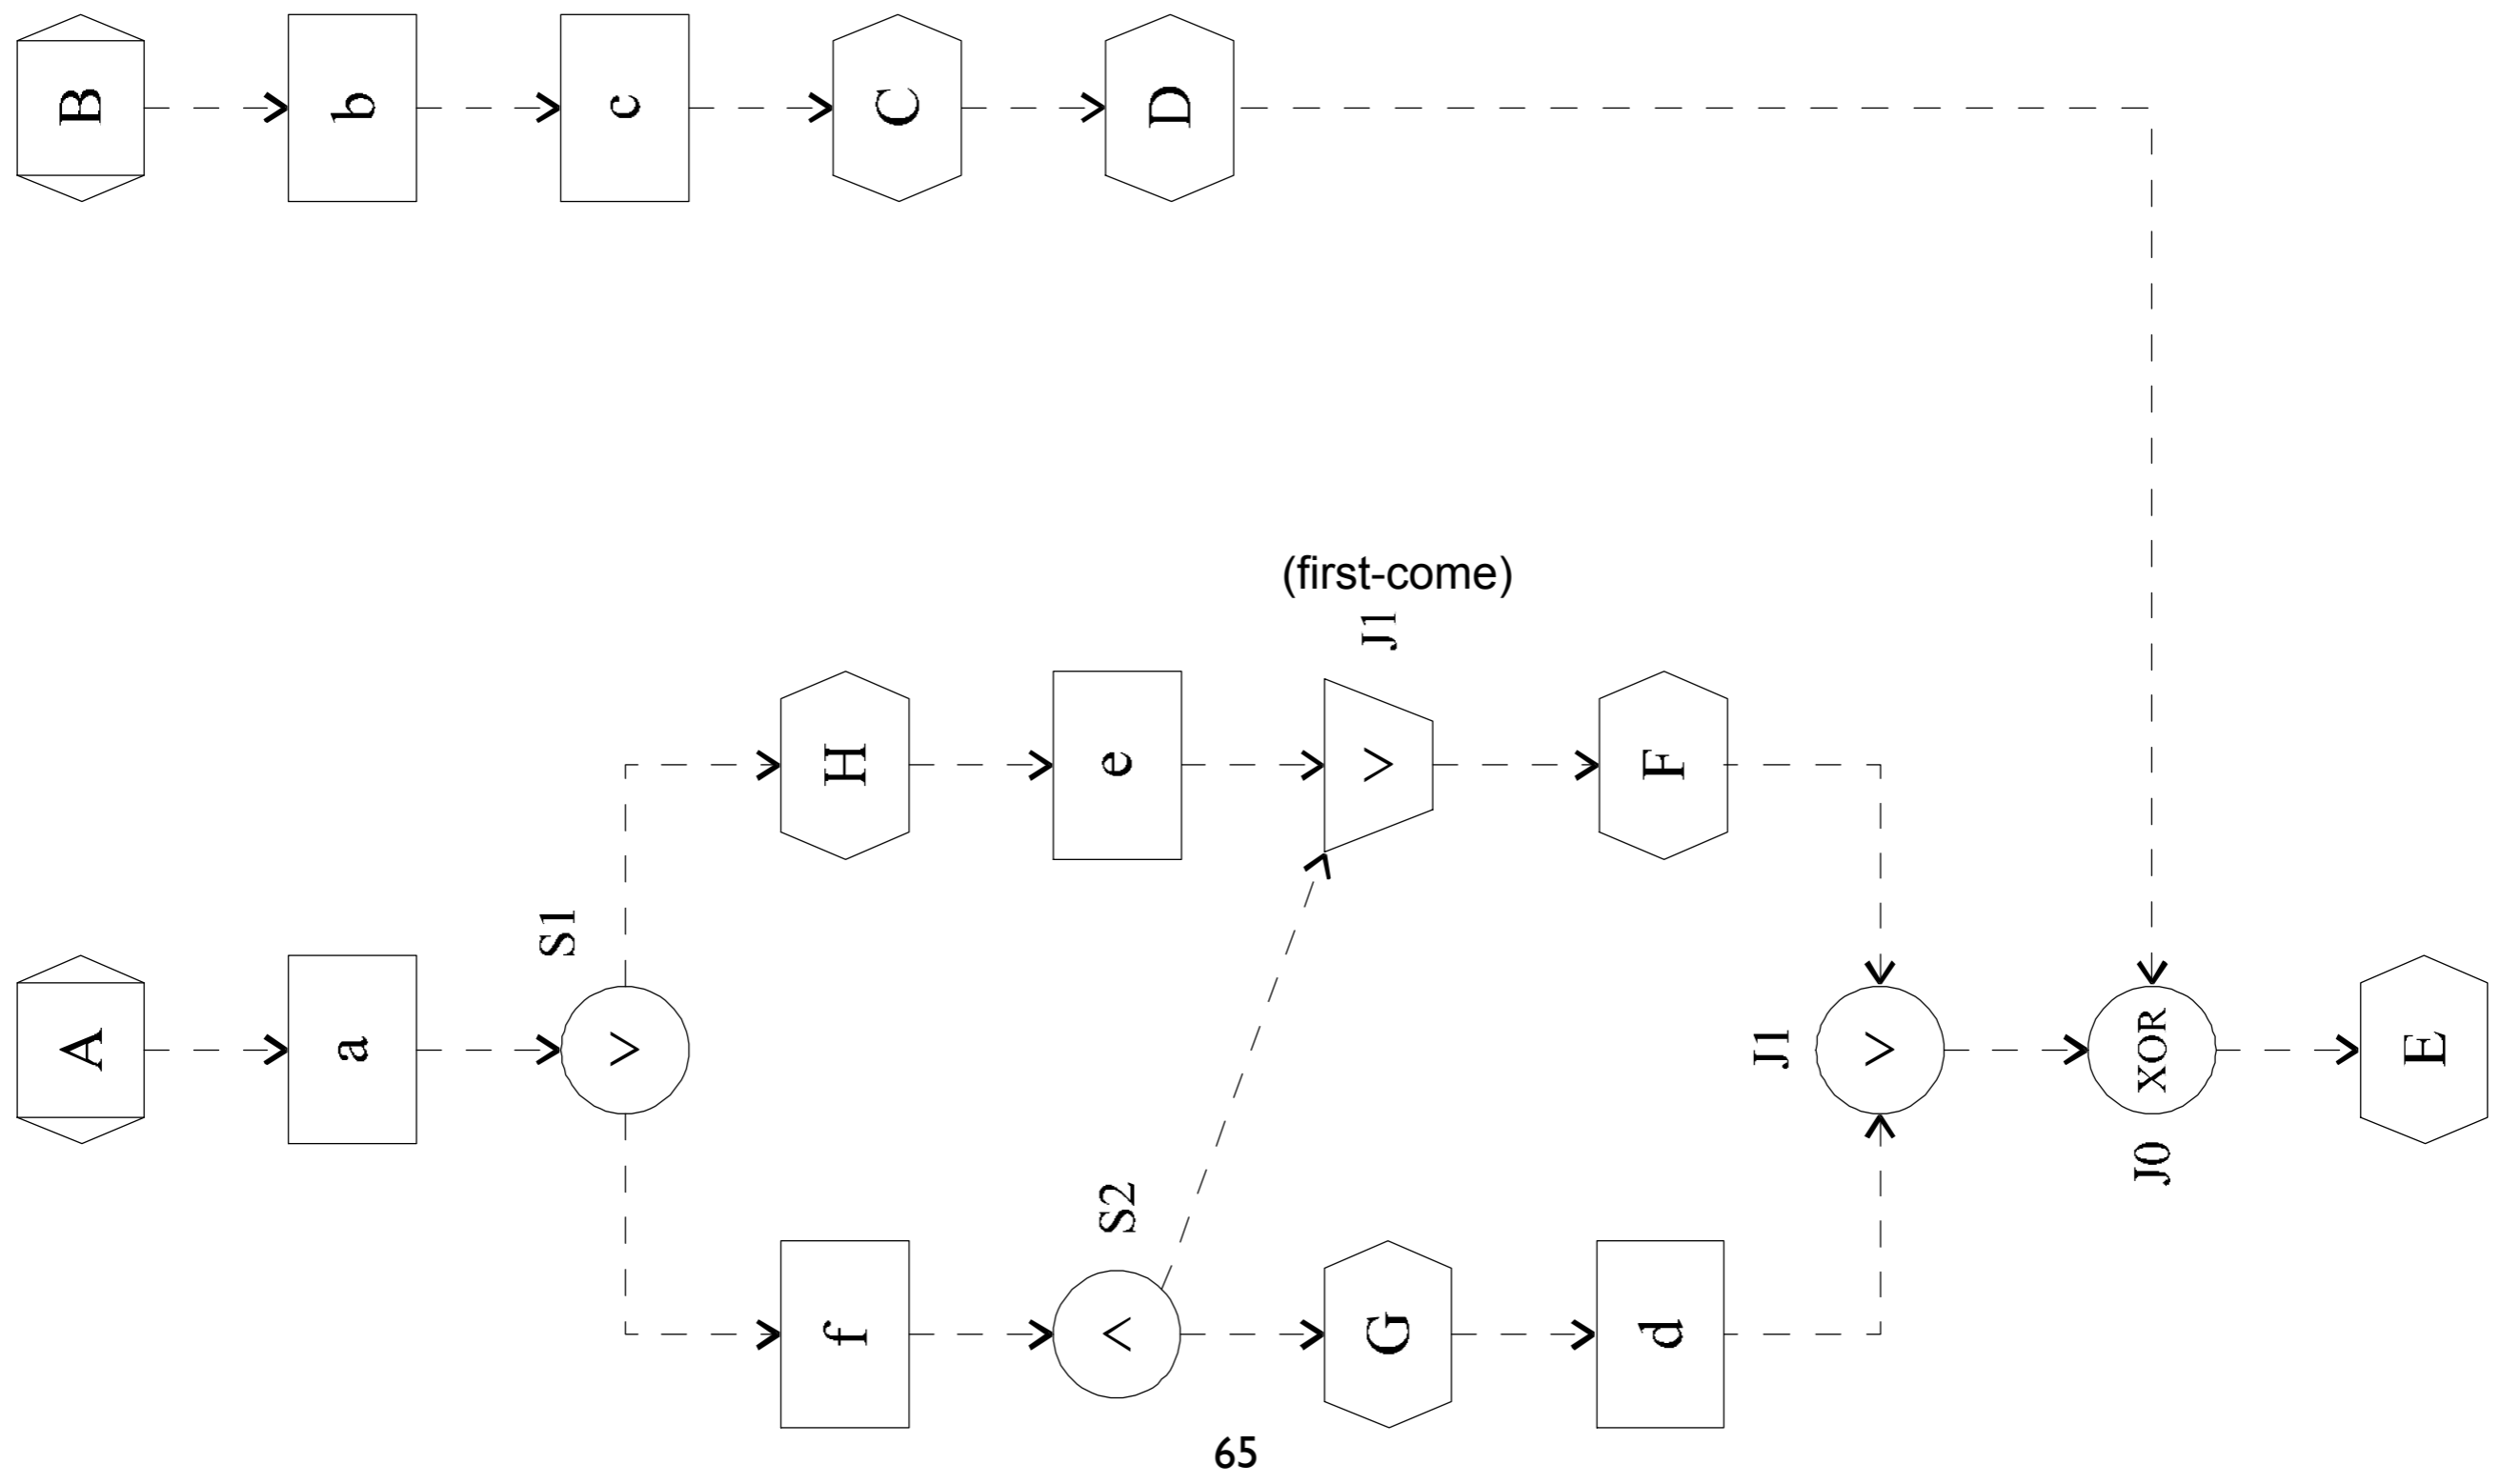 B
b
c
C
D
(first-come)
J1
H
e
∨
F
S1
A
a
∨
J1
∨
XOR
E
J0
S2
f
∧
G
d
65